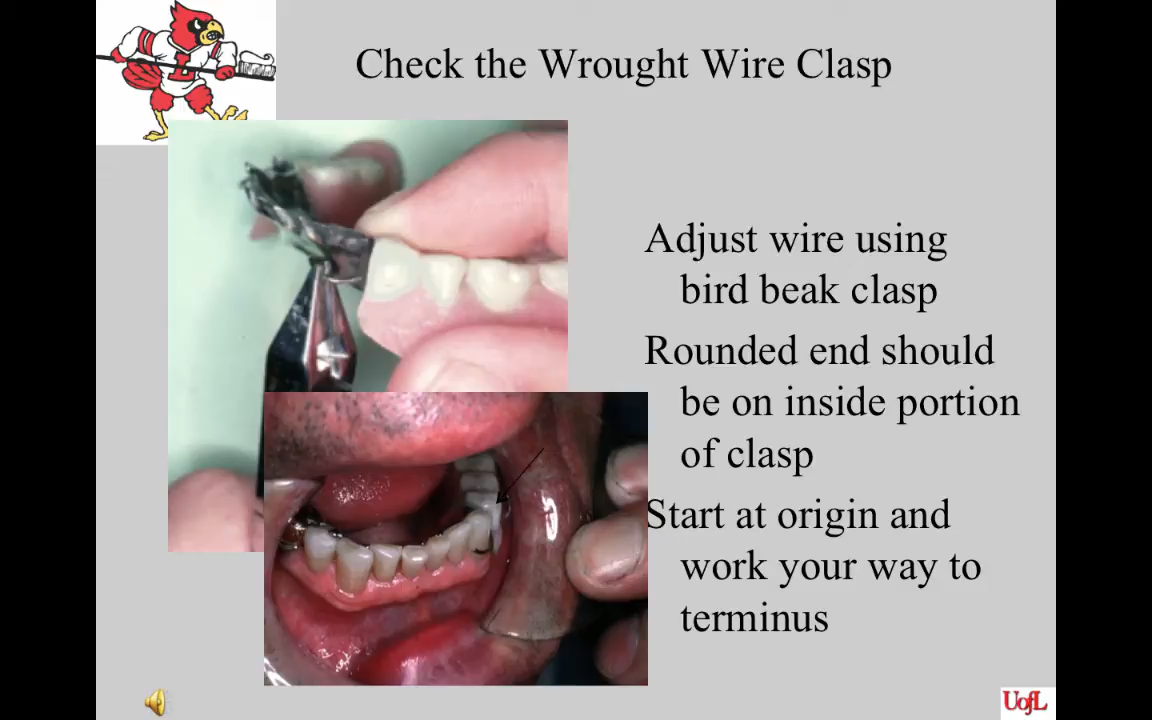 Check the Wrought Wire Clasp
Adjust wire using
bird beak clasp
Rounded end should
be on inside portion
of clasp
Start at origin and
work your way to
terminus
UofL